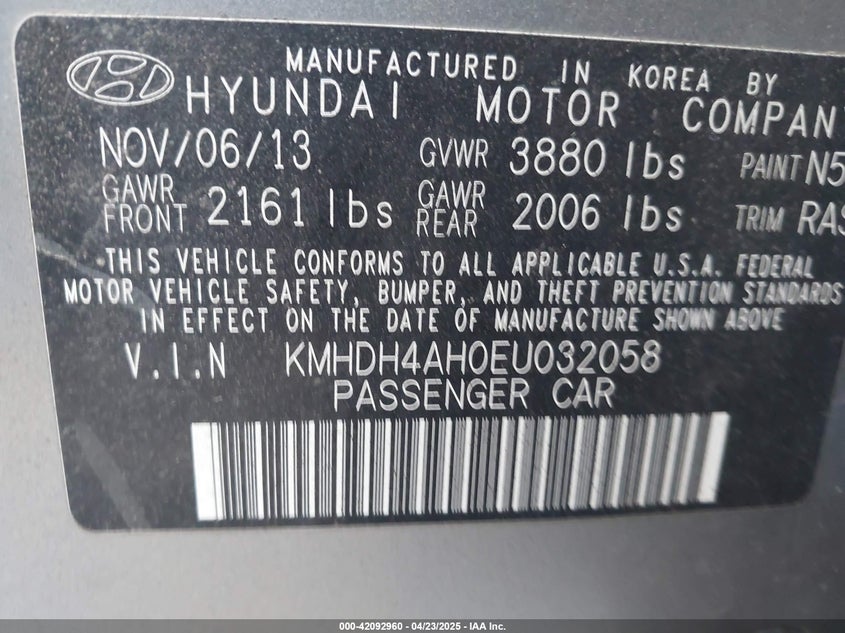 MANUFACTURED IN KOREA BY
HYUNDAI MOTOR COMPAN
NOV/06/13 GVWR 3880 lbs PAINT N5
GAWR FRONT 2161 lbs GAWR REAR 2006 lbs TRIM RAS
THIS VEHICLE CONFORMS TO ALL APPLICABLE U.S.A. FEDERAL
MOTOR VEHICLE SAFETY, BUMPER, AND THEFT PREVENTION STANDARDS
IN EFFECT ON THE DATE OF MANUFACTURE SHOWN ABOVE
V.I.N KMHDH4AH0EU032058
PASSENGER CAR
000-42092960 - 04/23/2025 - IAA Inc.